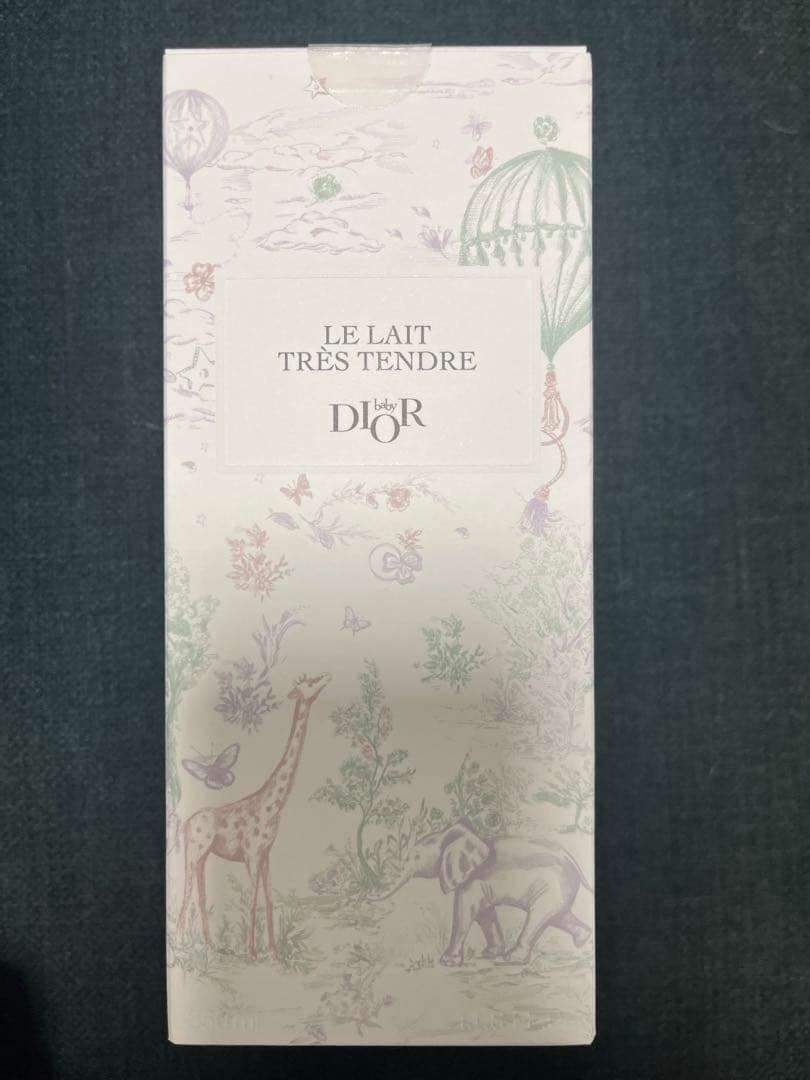 LE LAIT
TRÈS TENDRE
baby
DIOR